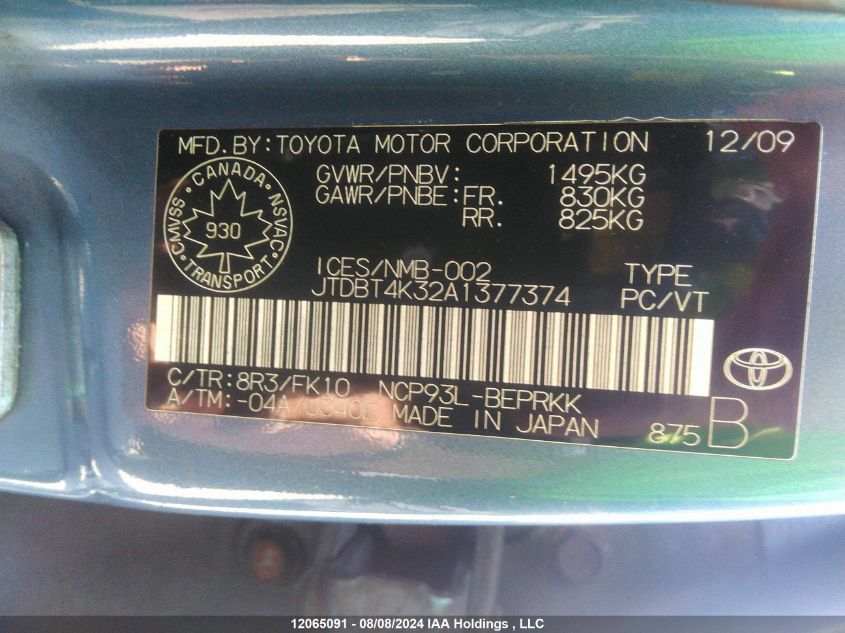 MFD.BY:TOYOTA MOTOR CORPORATION 12/09
GVWR/PNBV: 1495KG
GAWR/PNBE:FR. 830KG
RR. 825KG
CMVSS · CANADA · NSVAC
930
TRANSPORT
ICES/NMB-002 TYPE
JTDBT4K32A1377374 PC/VT
C/TR:8R3/FK10 NCP93L-BEPRKK
A/TM:-04A/U340E MADE IN JAPAN 875 B
12065091 - 08/08/2024 IAA Holdings , LLC